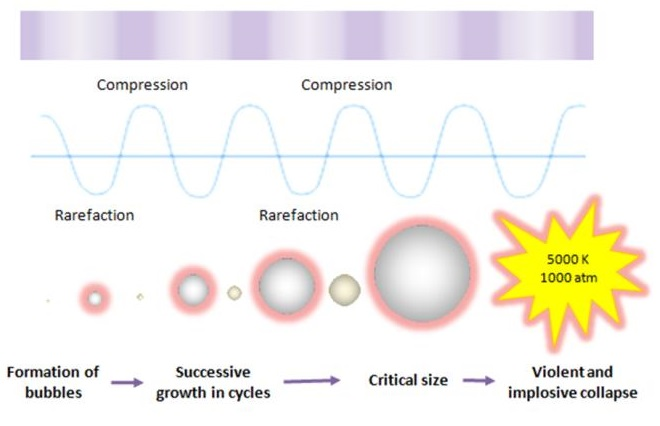 Compression
Compression
Rarefaction
Rarefaction
5000 K
1000 atm
Formation of
bubbles
Successive
growth in cycles
Critical size
Violent and
implosive collapse